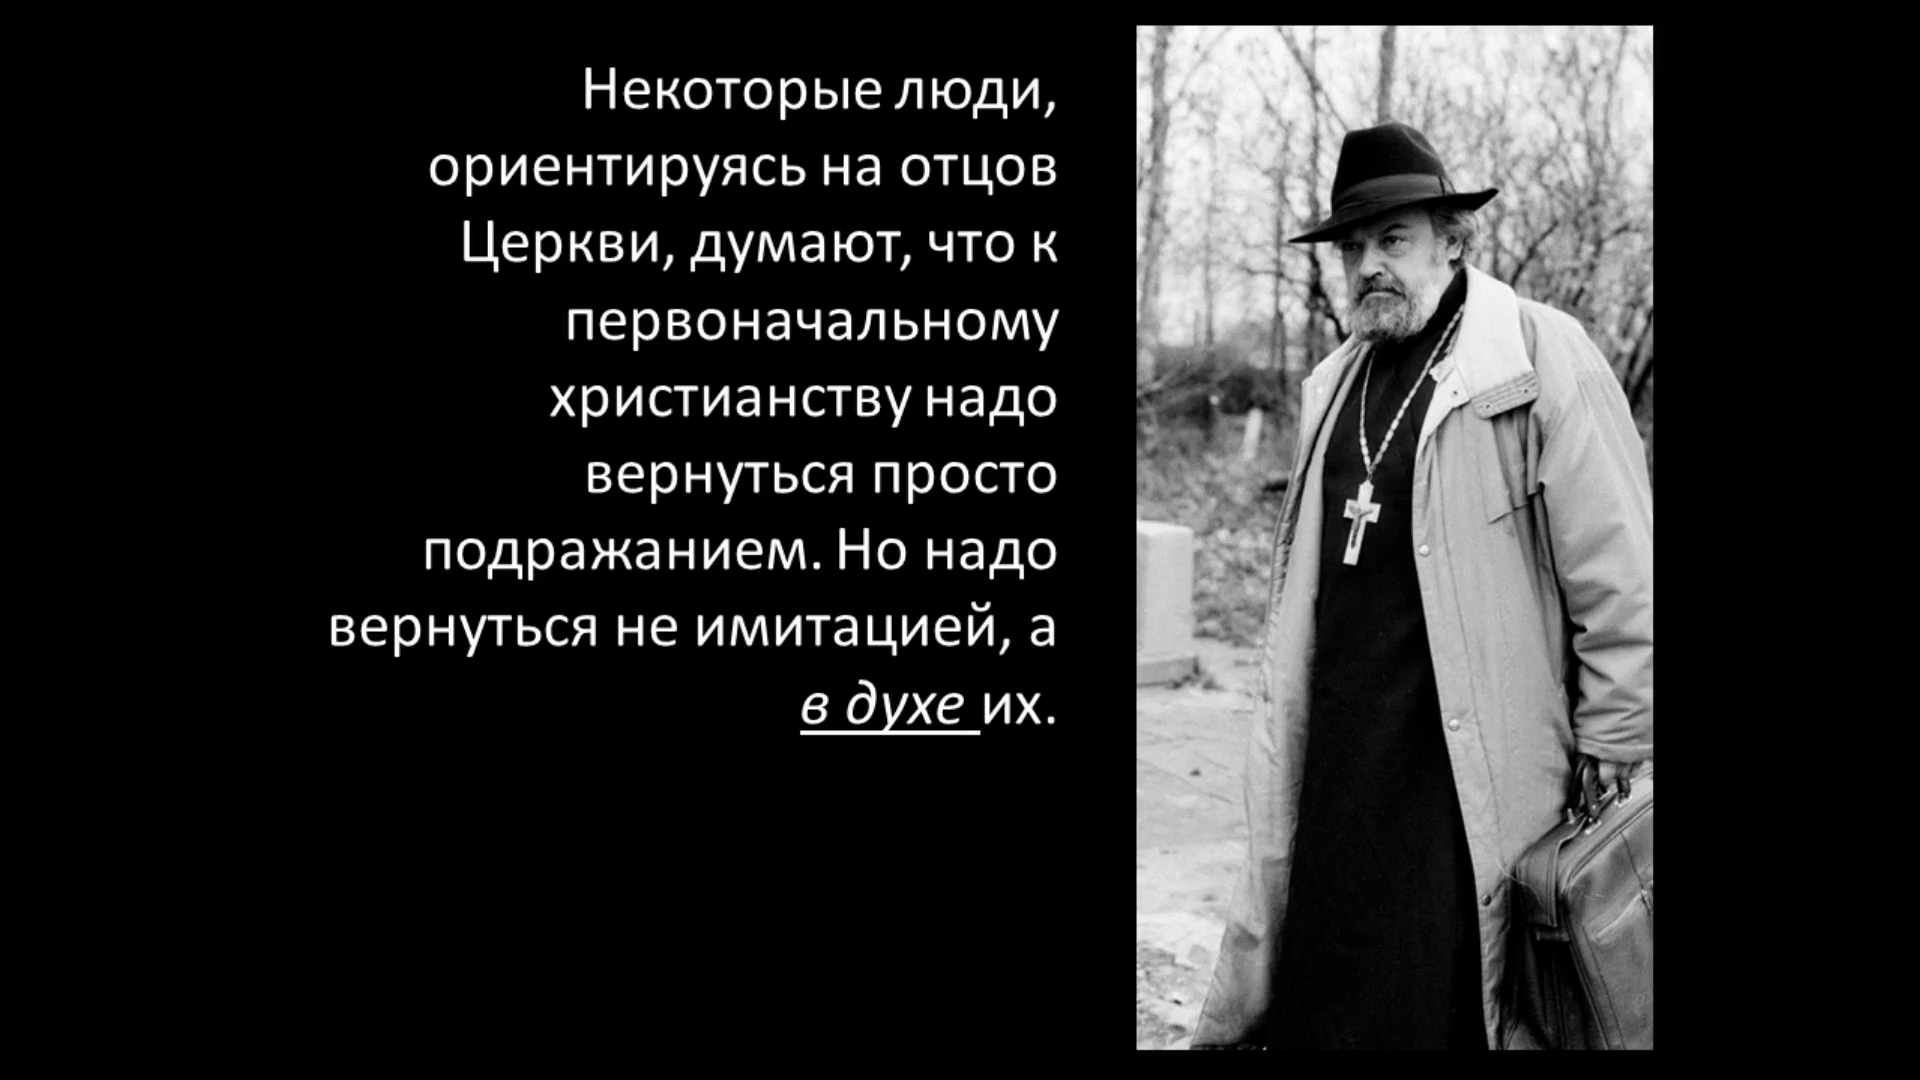 Некоторые люди,
ориентируясь на отцов
Церкви, думают, что к
первоначальному
христианству надо
вернуться просто
подражанием. Но надо
вернуться не имитацией, а
в духе их.